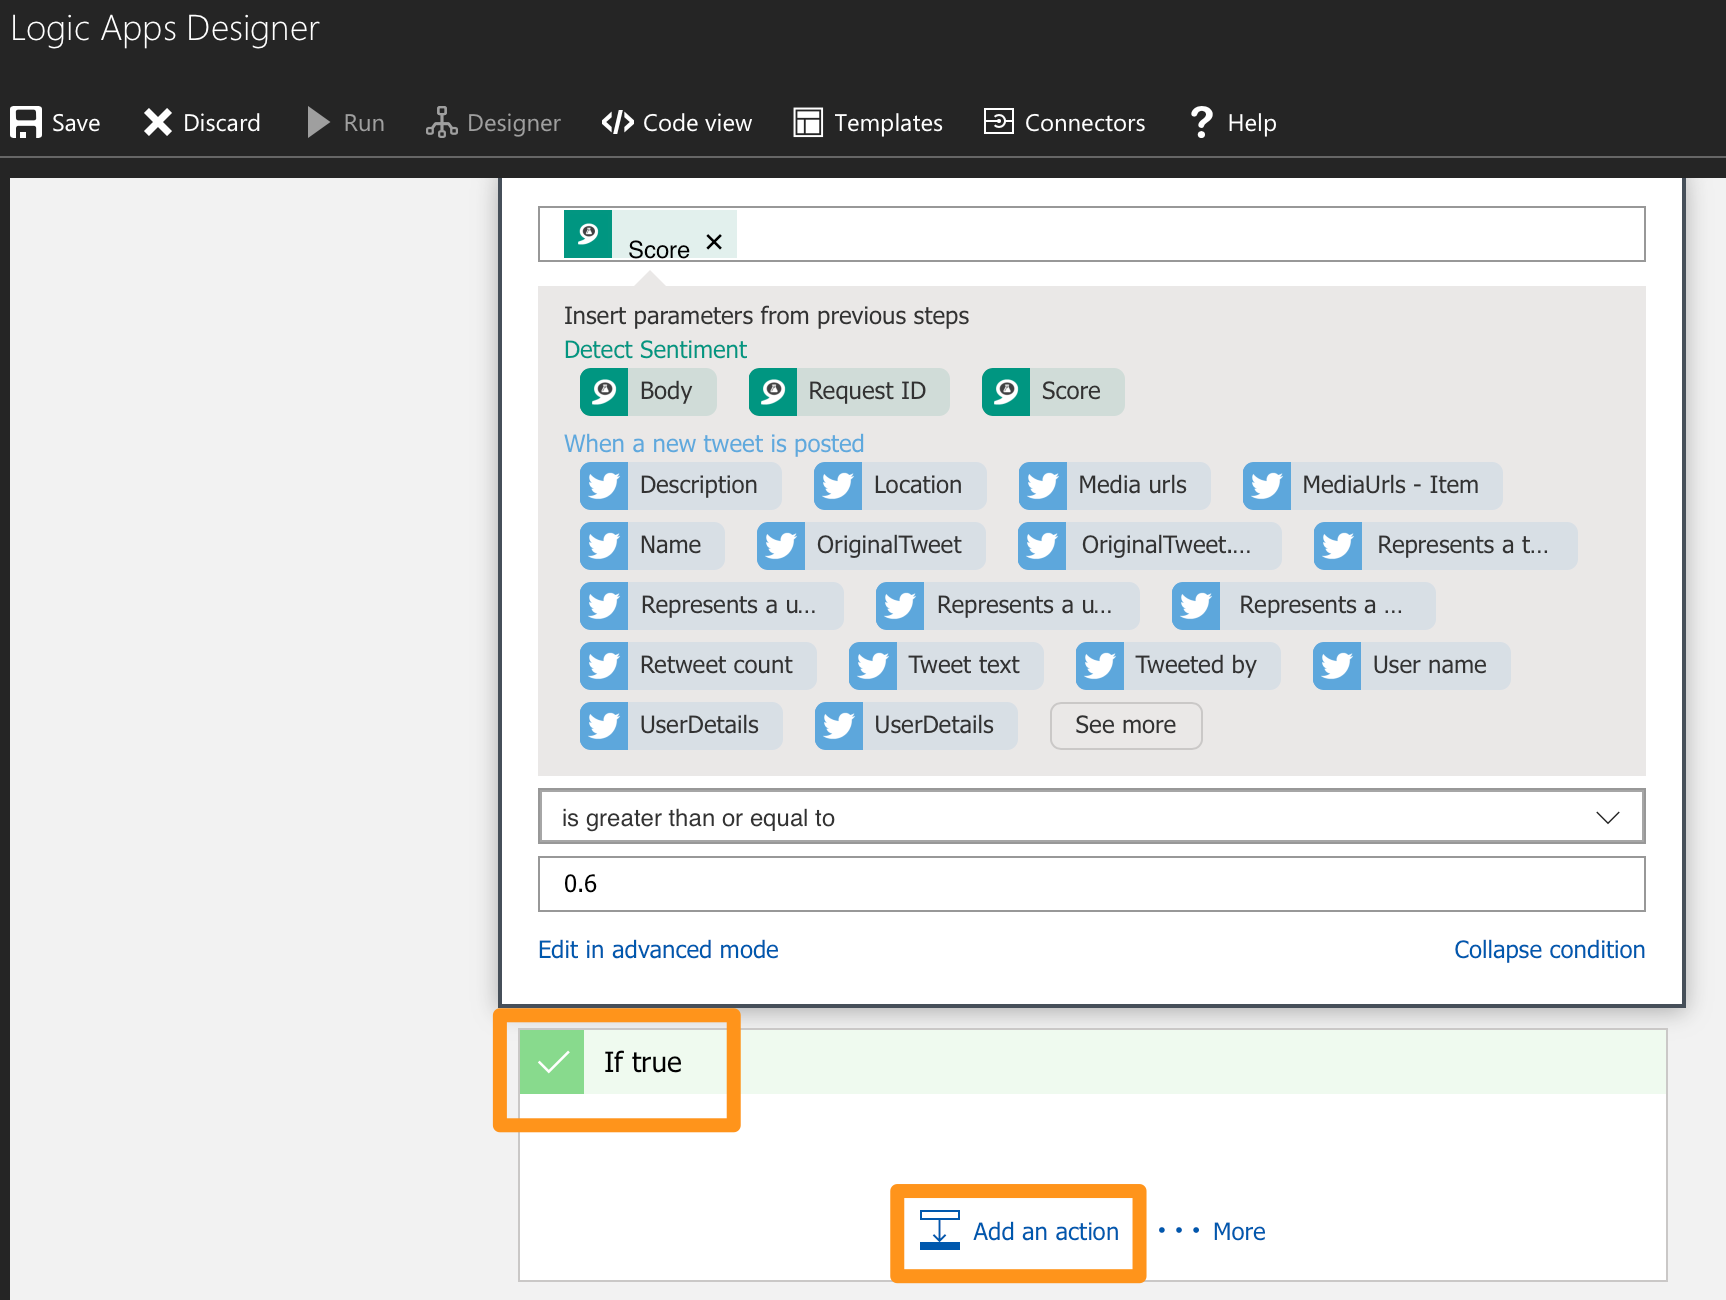 Logic Apps Designer
Save Discard Run Designer </> Code view Templates Connectors ? Help
Score ×
Insert parameters from previous steps
Detect Sentiment
Body Request ID Score
When a new tweet is posted
Description Location Media urls MediaUrls - Item
Name OriginalTweet OriginalTweet.... Represents a t...
Represents a u... Represents a u... Represents a ...
Retweet count Tweet text Tweeted by User name
UserDetails UserDetails See more
is greater than or equal to
0.6
Edit in advanced mode Collapse condition
If true
Add an action ... More